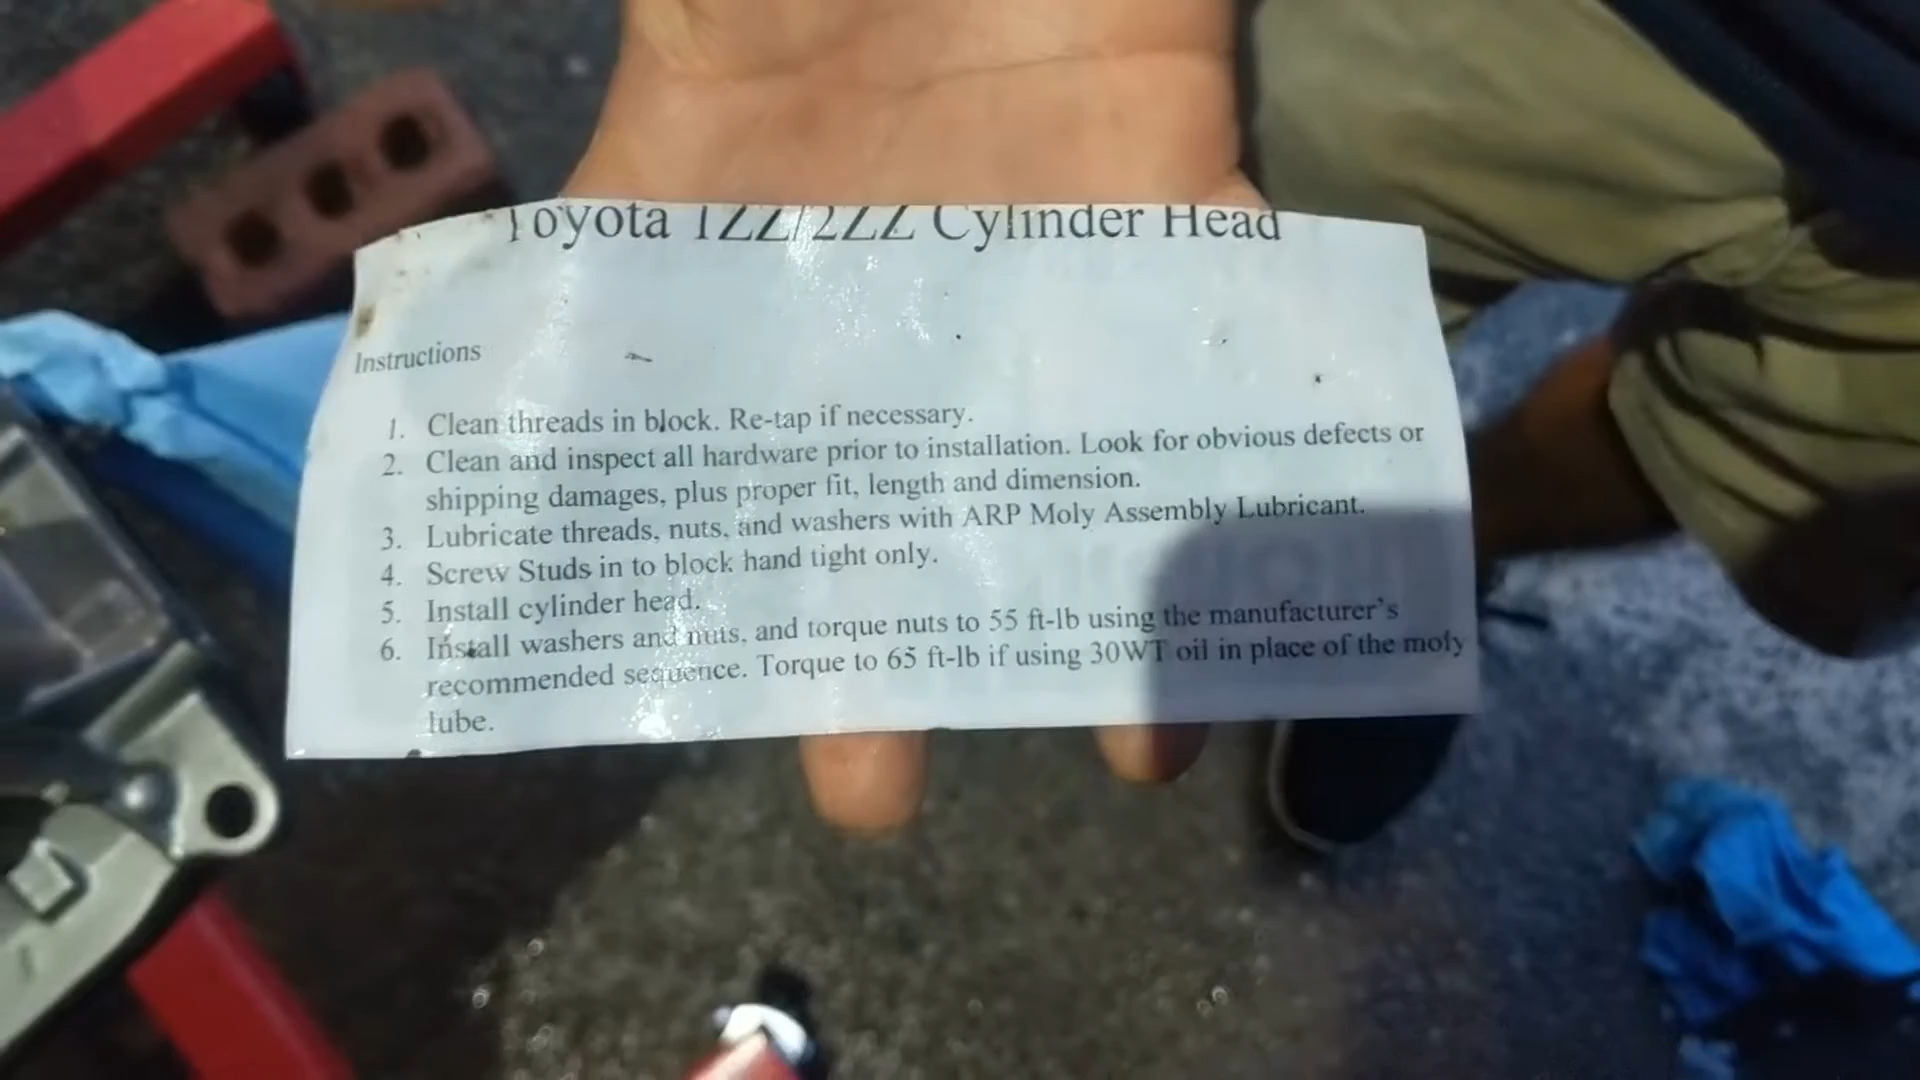 Toyota 1ZZ/2ZZ Cylinder Head
Instructions
1. Clean threads in block. Re-tap if necessary.
2. Clean and inspect all hardware prior to installation. Look for obvious defects or
shipping damages, plus proper fit, length and dimension.
3. Lubricate threads, nuts, and washers with ARP Moly Assembly Lubricant.
4. Screw Studs in to block hand tight only.
5. Install cylinder head.
6. Install washers and nuts, and torque nuts to 55 ft-lb using the manufacturer's
recommended sequence. Torque to 65 ft-lb if using 30WT oil in place of the moly
lube.